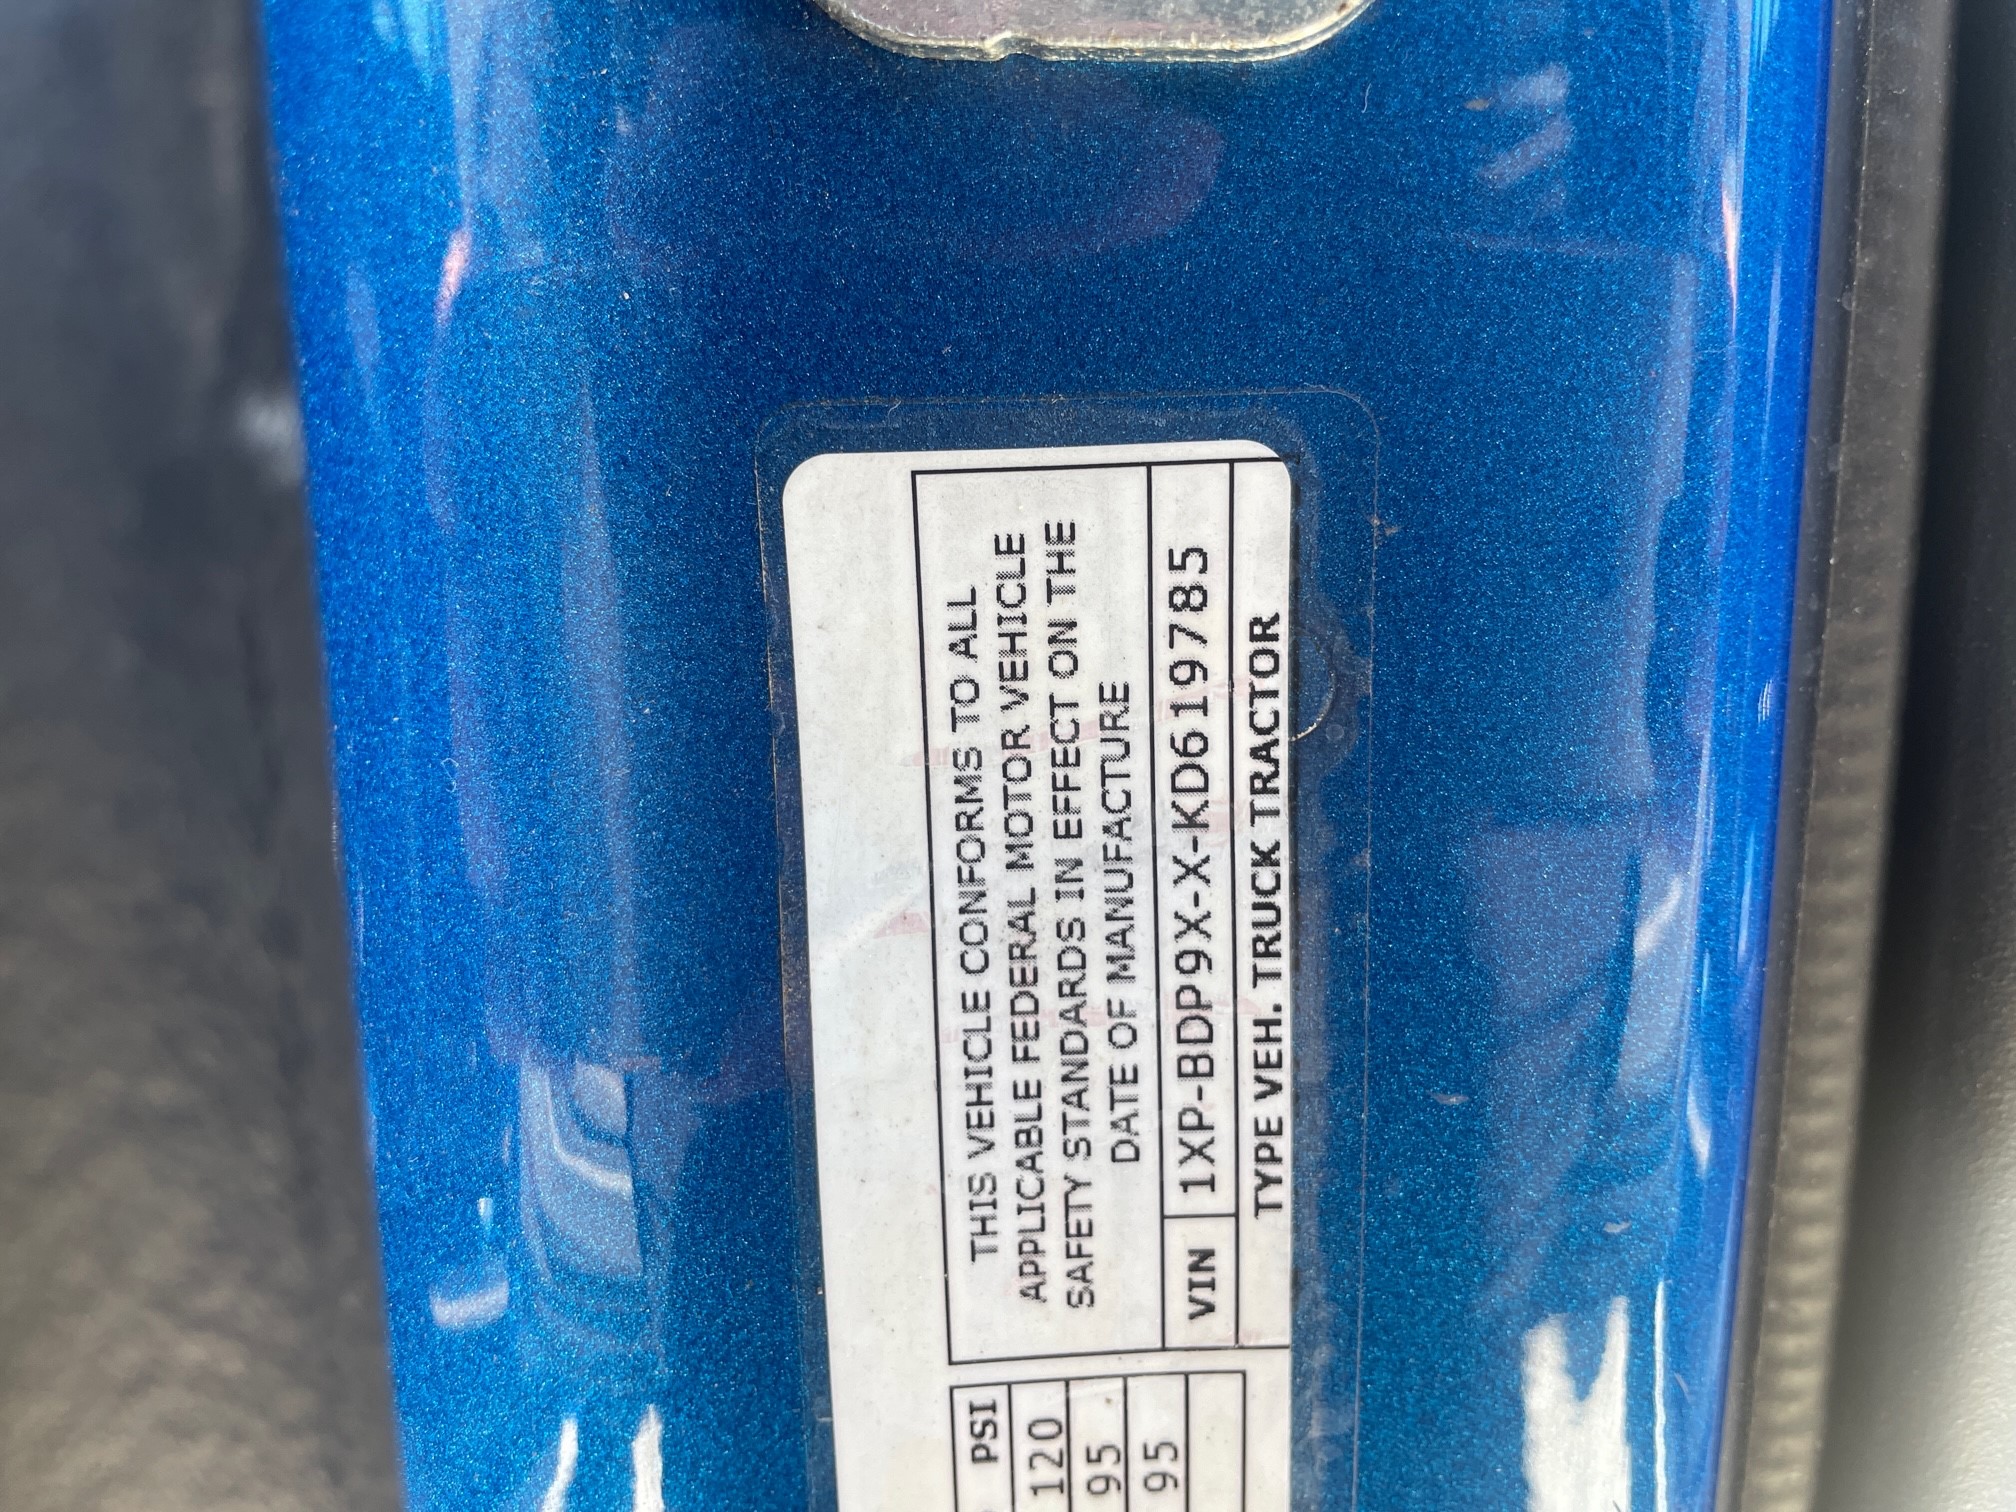 THIS VEHICLE CONFORMS TO ALL
APPLICABLE FEDERAL MOTOR VEHICLE
SAFETY STANDARDS IN EFFECT ON THE
DATE OF MANUFACTURE
VIN 1XP-BDP9X-X-KD619785
TYPE VEH. TRUCK TRACTOR
PSI
120
95
95